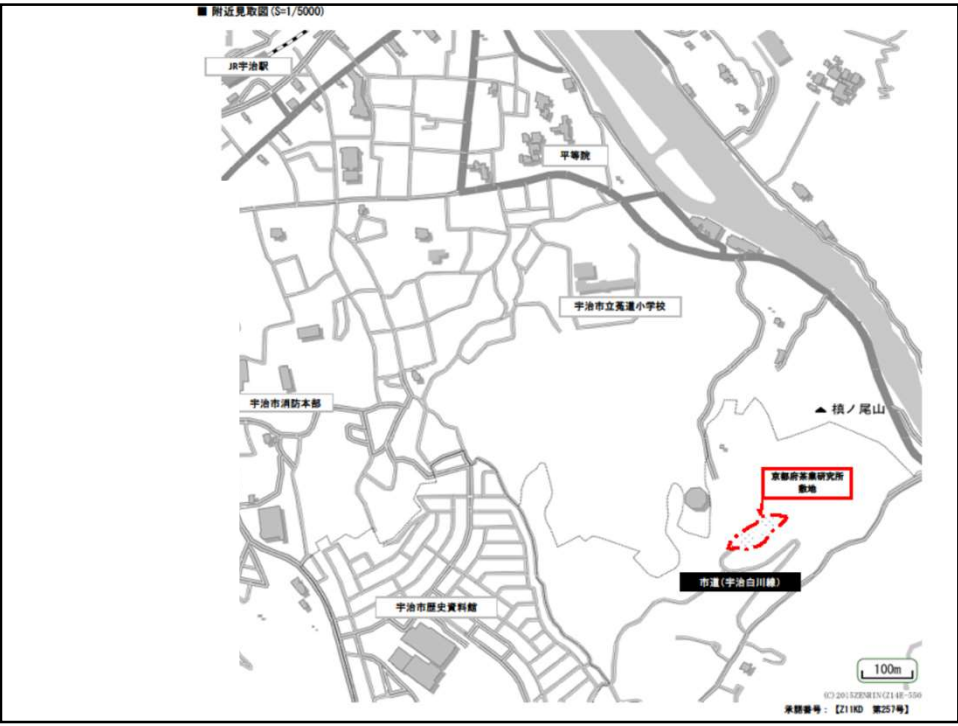 ■ 附近見取図(S=1/5000)
JR宇治駅
平等院
宇治市立菟道小学校
宇治市消防本部
▲ 槙ノ尾山
京都府茶業研究所
敷地
市道(宇治白川線)
宇治市歴史資料館
100m
(C)2015ZENRIN(Z14E-550
承諾番号：【Z11KD 第257号】